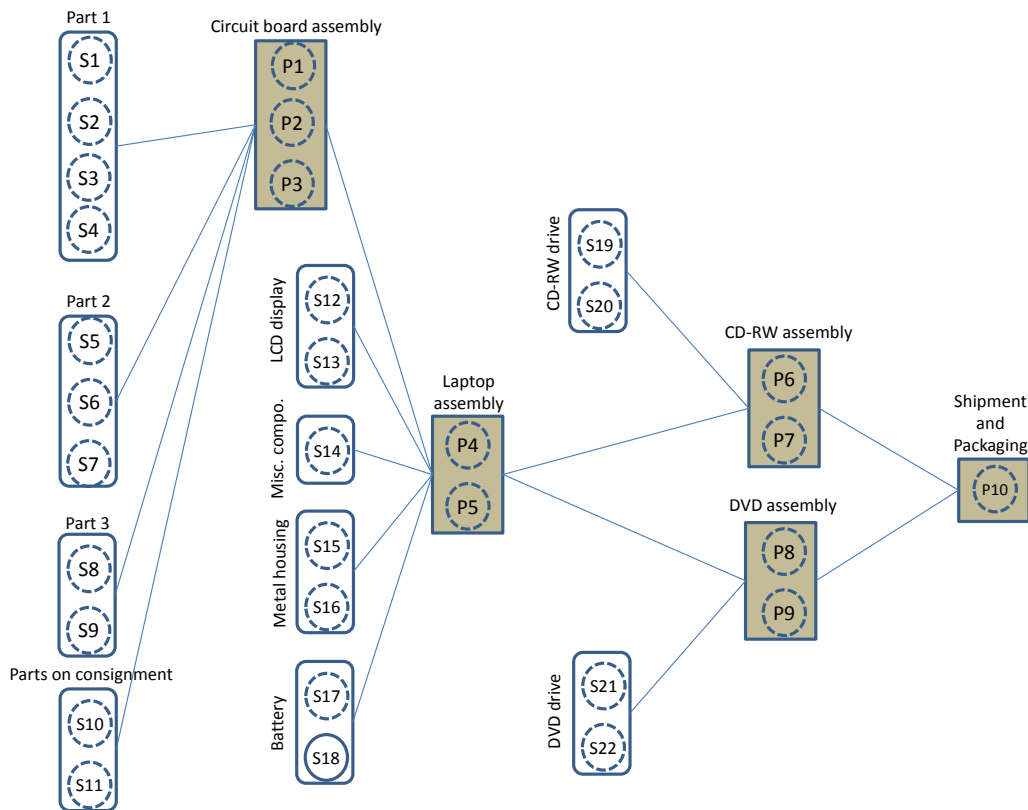 Part 1
S1
S2
S3
S4
Part 2
S5
S6
S7
Part 3
S8
S9
Parts on consignment
S10
S11
Circuit board assembly
P1
P2
P3
LCD display
S12
S13
Misc. compo.
S14
Metal housing
S15
S16
Battery
S17
S18
Laptop
assembly
P4
P5
CD-RW drive
S19
S20
DVD drive
S21
S22
CD-RW assembly
P6
P7
DVD assembly
P8
P9
Shipment
and
Packaging
P10